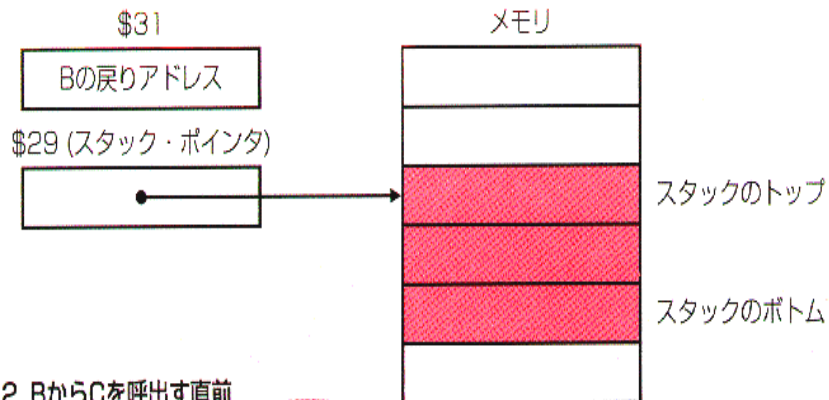 $31
メモリ
Bの戻りアドレス
$29 (スタック・ポインタ)
スタックのトップ
スタックのボトム
2 BからCを呼出す直前